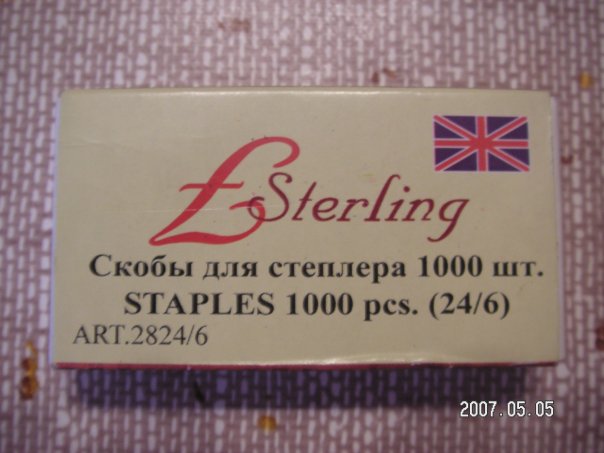 £ Sterling
Скобы для степлера 1000 шт.
STAPLES 1000 pcs. (24/6)
ART.2824/6
2007.05.05